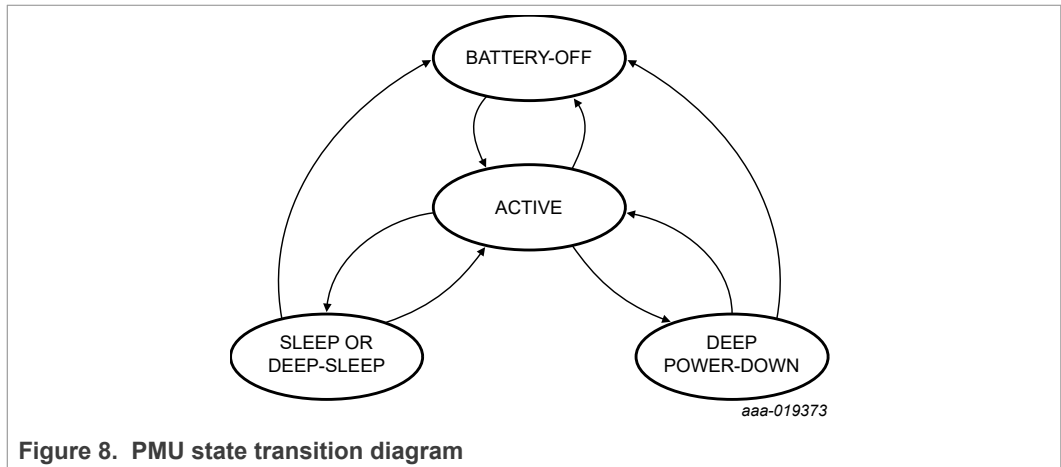 BATTERY-OFF
ACTIVE
SLEEP OR
DEEP-SLEEP
DEEP
POWER-DOWN
aaa-019373
Figure 8. PMU state transition diagram